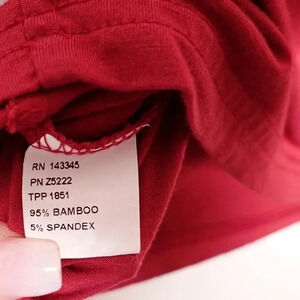 RN 143345
PN Z5222
TPP 1851
95% BAMBOO
5% SPANDEX